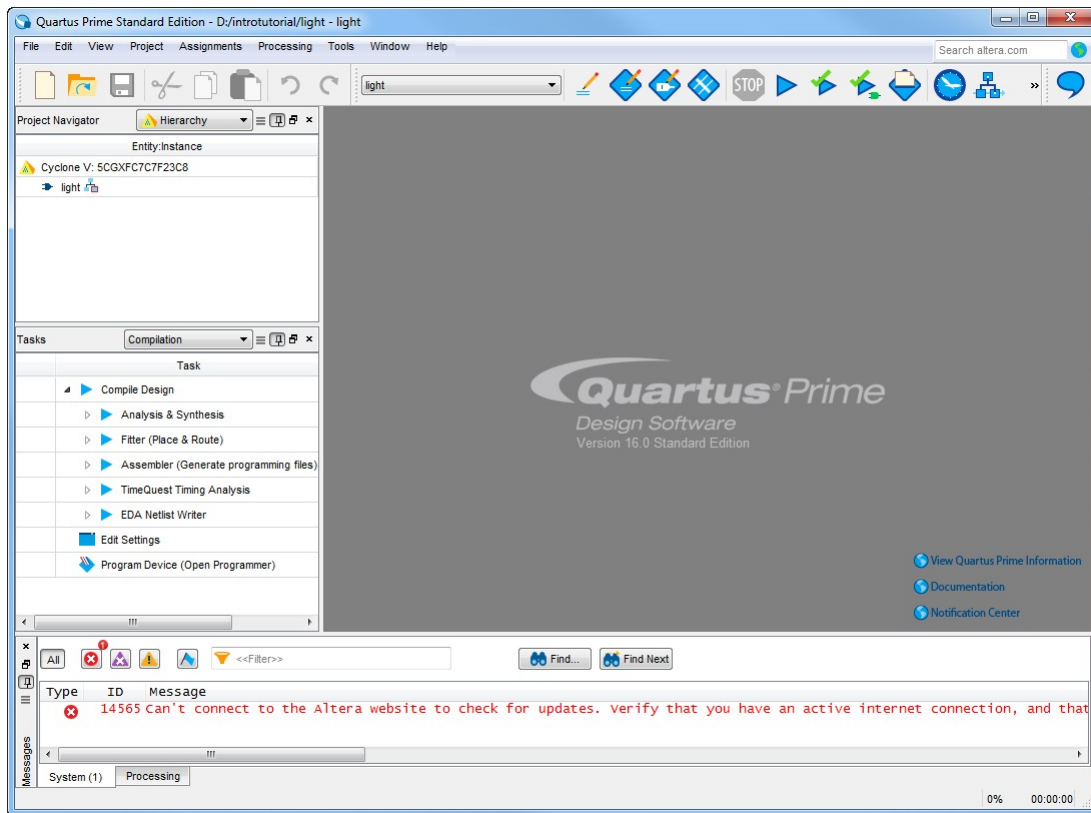 Quartus Prime Standard Edition - D:/introtutorial/light - light
File Edit View Project Assignments Processing Tools Window Help
Search altera.com
light
STOP
»
Project Navigator
Hierarchy
Entity:Instance
Cyclone V: 5CGXFC7C7F23C8
light
Tasks
Compilation
Task
Compile Design
Analysis & Synthesis
Fitter (Place & Route)
Assembler (Generate programming files)
TimeQuest Timing Analysis
EDA Netlist Writer
Edit Settings
Program Device (Open Programmer)
Quartus® Prime
Design Software
Version 16.0 Standard Edition
View Quartus Prime Information
Documentation
Notification Center
All
1
<<Filter>>
Find...
Find Next
Type ID Message
14565 Can't connect to the Altera website to check for updates. Verify that you have an active internet connection, and that
Messages
System (1) Processing
0% 00:00:00